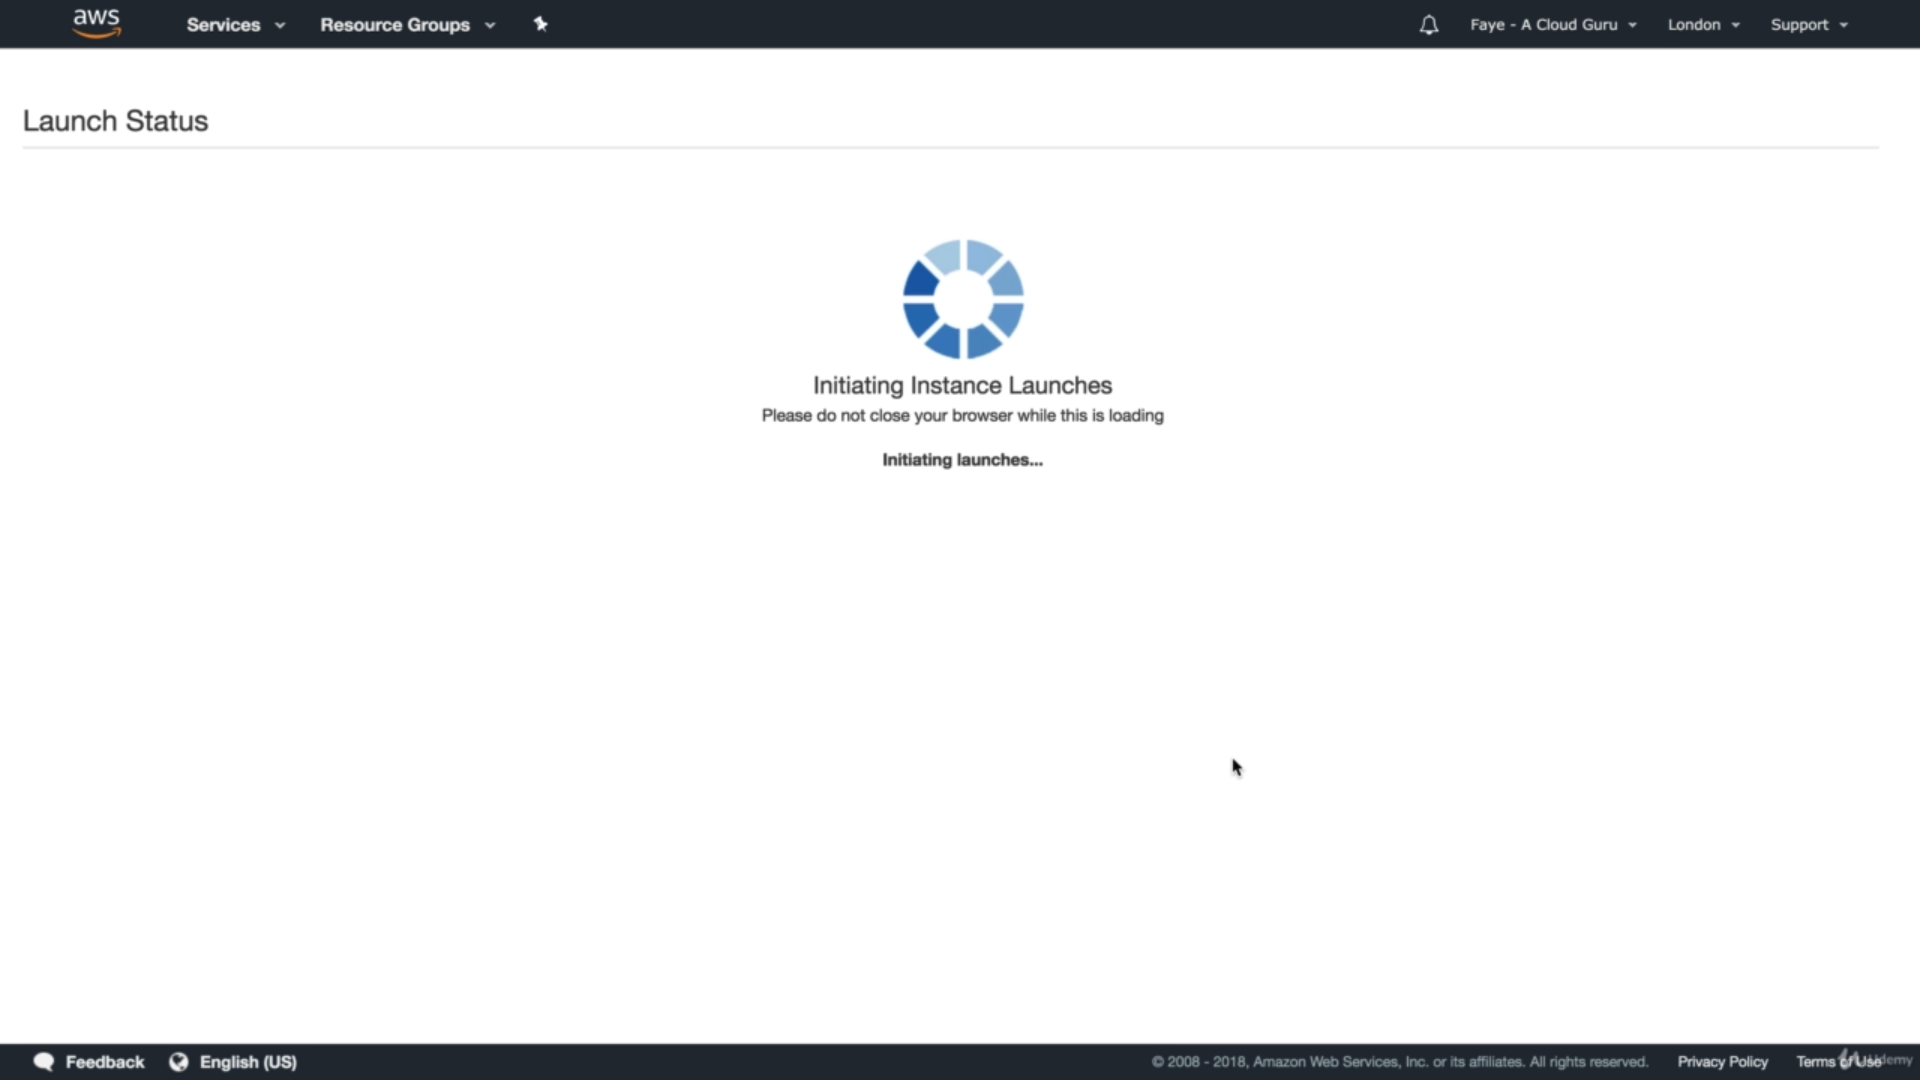 aws Services Resource Groups Faye - A Cloud Guru London Support
Launch Status
Initiating Instance Launches
Please do not close your browser while this is loading
Initiating launches...
Feedback English (US) © 2008 - 2018, Amazon Web Services, Inc. or its affiliates. All rights reserved. Privacy Policy Terms of Use